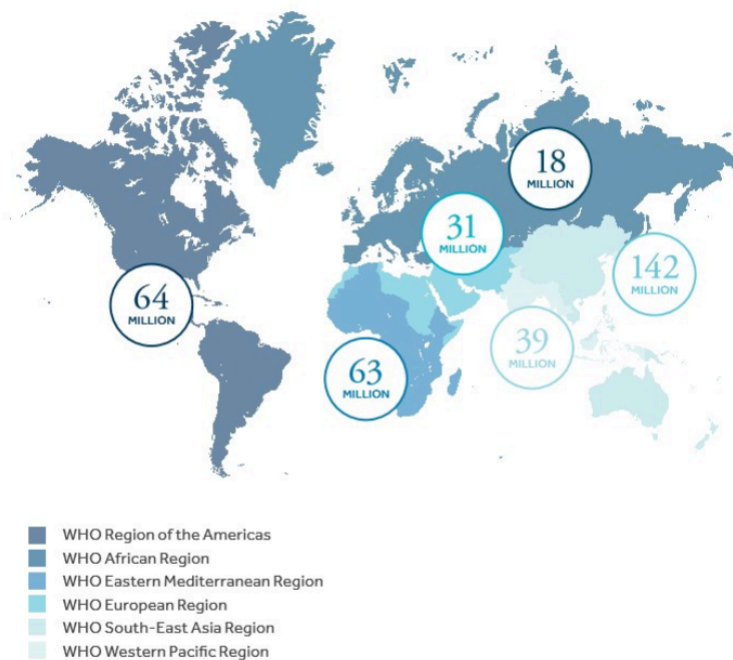 18
MILLION
31
MILLION
142
MILLION
64
MILLION
39
MILLION
63
MILLION
WHO Region of the Americas
WHO African Region
WHO Eastern Mediterranean Region
WHO European Region
WHO South-East Asia Region
WHO Western Pacific Region